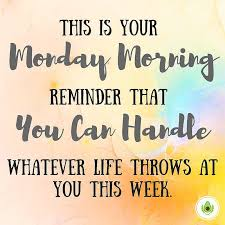 THIS IS YOUR
Monday Morning
REMINDER THAT
You Can Handle
WHATEVER LIFE THROWS AT
YOU THIS WEEK.